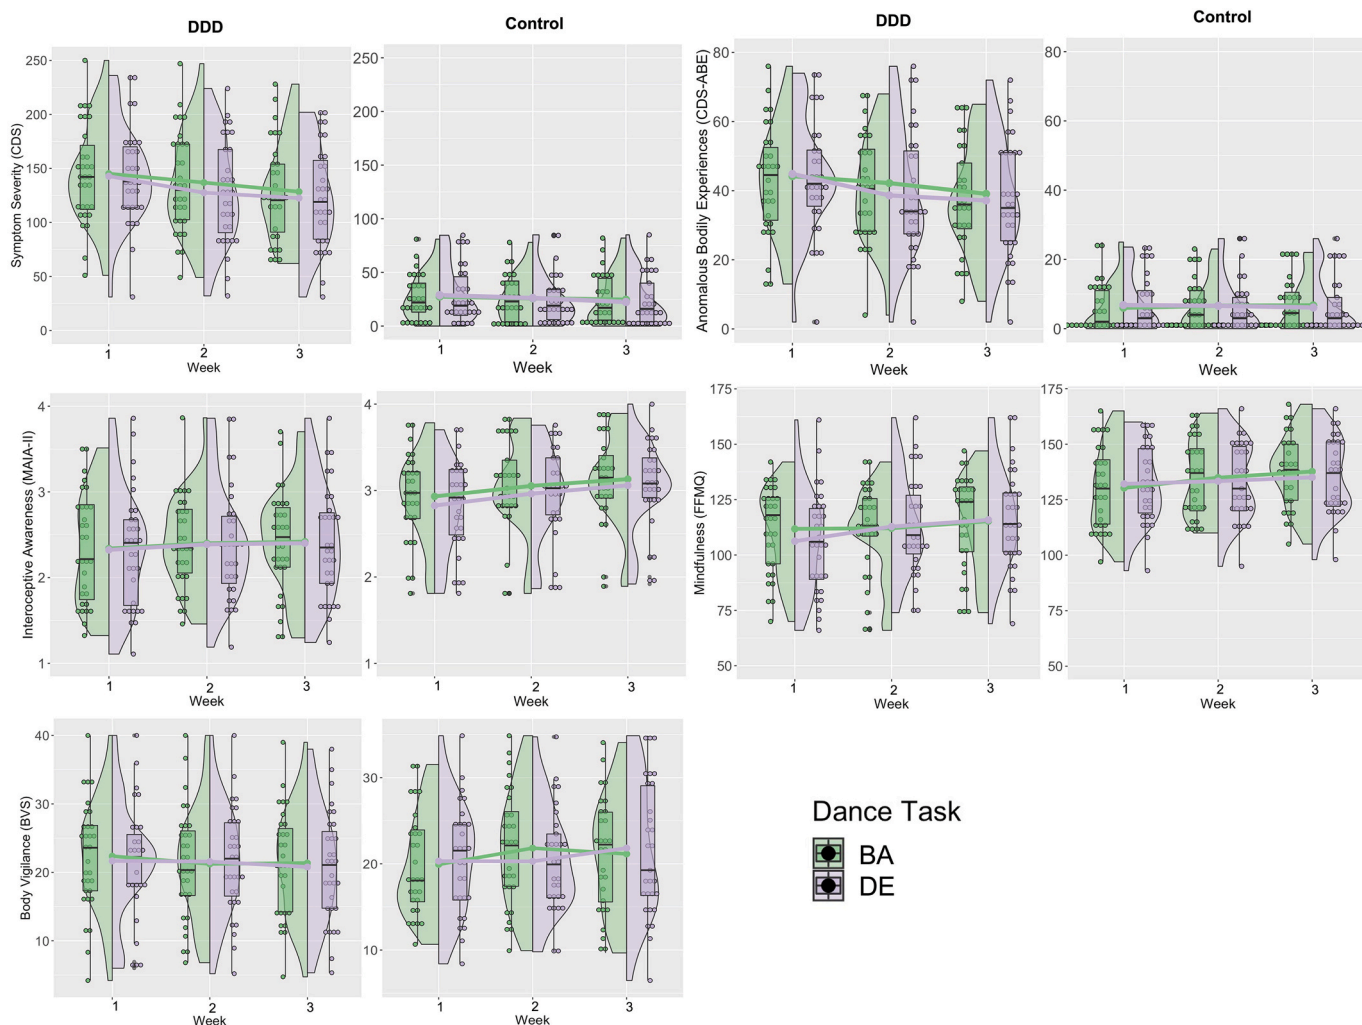 DDD
Control
Symptom Severity (CDS)
250
200
150
100
50
0
250
200
150
100
50
0
1 2 3
Week
1 2 3
Week
DDD
Control
Anomalous Bodily Experiences (CDS-ABE)
80
60
40
20
0
80
60
40
20
0
1 2 3
Week
1 2 3
Week
Interoceptive Awareness (MAIA-II)
4
3
2
1
4
3
2
1
1 2 3
Week
1 2 3
Week
Mindfulness (FFMQ)
175
150
125
100
75
50
175
150
125
100
75
50
1 2 3
Week
1 2 3
Week
Body Vigilance (BVS)
40
30
20
10
30
20
10
1 2 3
Week
1 2 3
Week
Dance Task
BA
DE